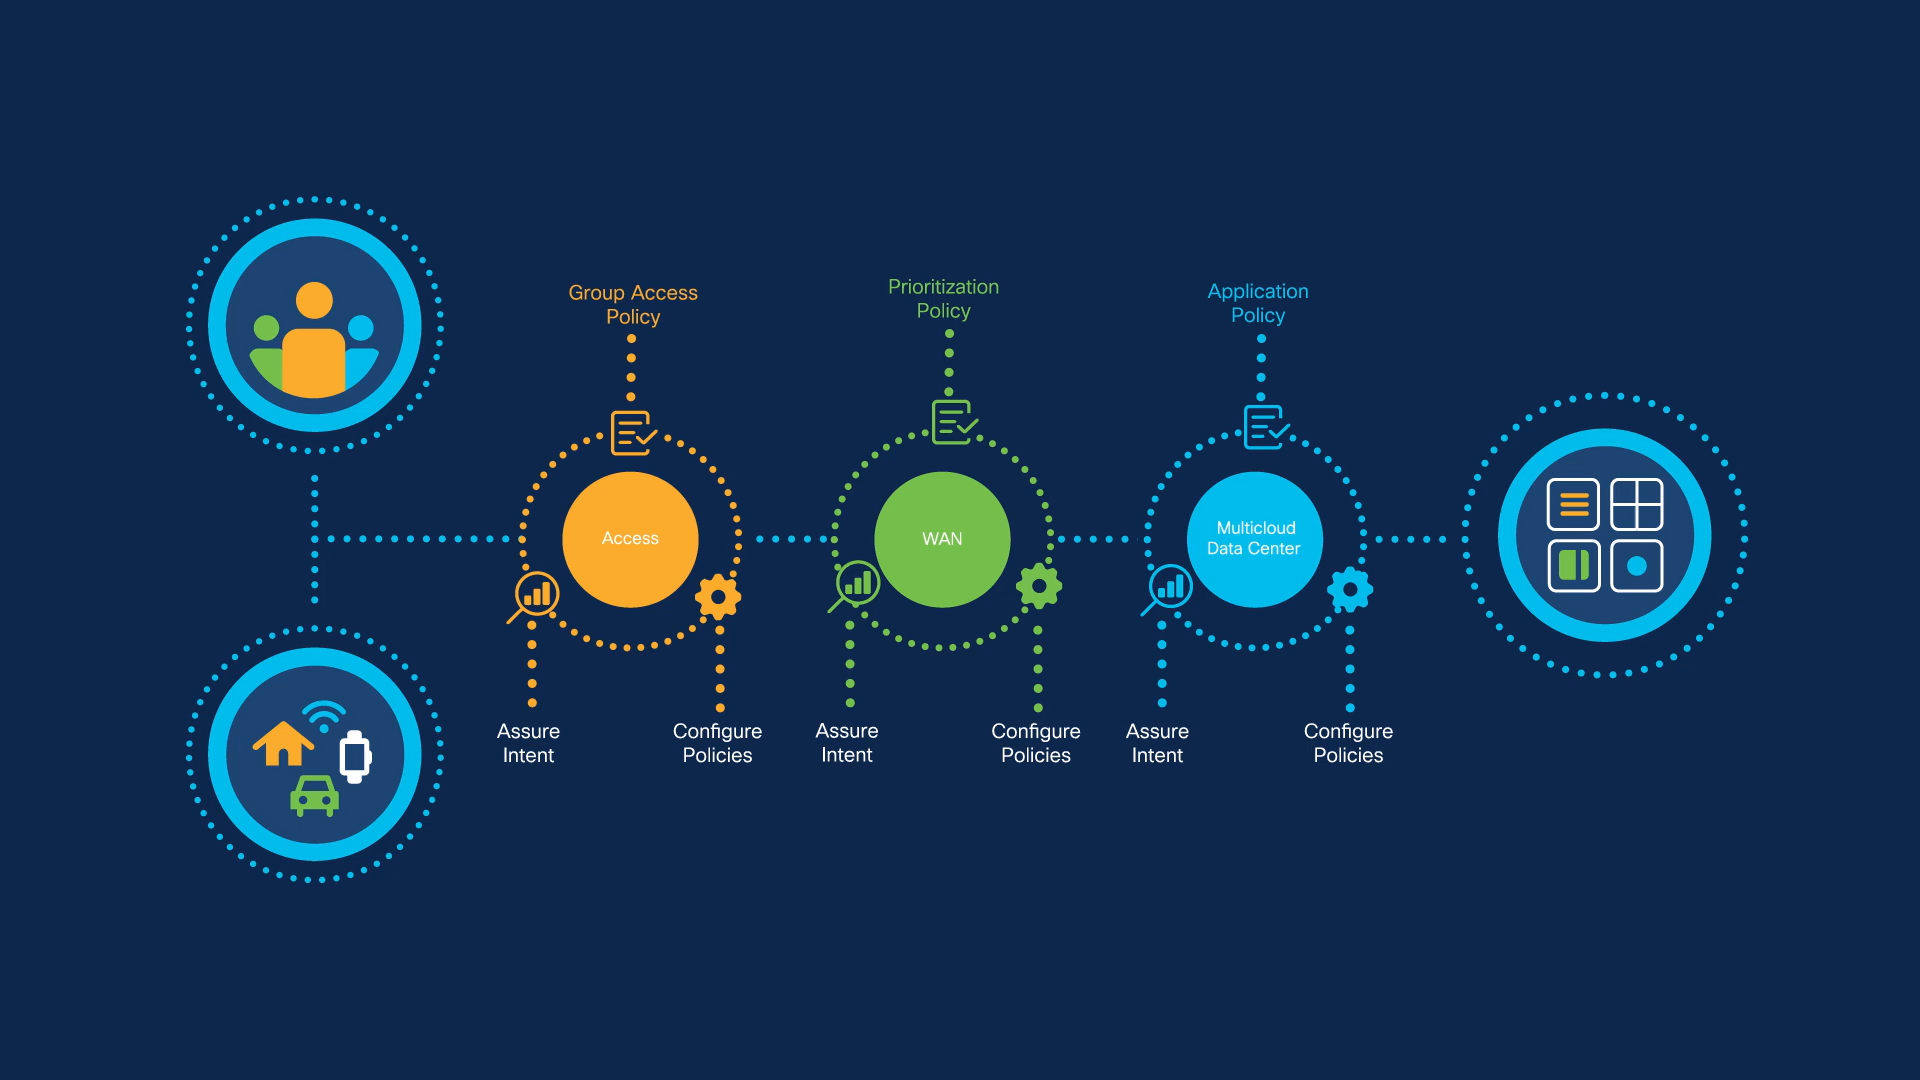 Group Access
Policy
Prioritization
Policy
Application
Policy
Access
WAN
Multicloud
Data Center
Assure
Intent
Configure
Policies
Assure
Intent
Configure
Policies
Assure
Intent
Configure
Policies